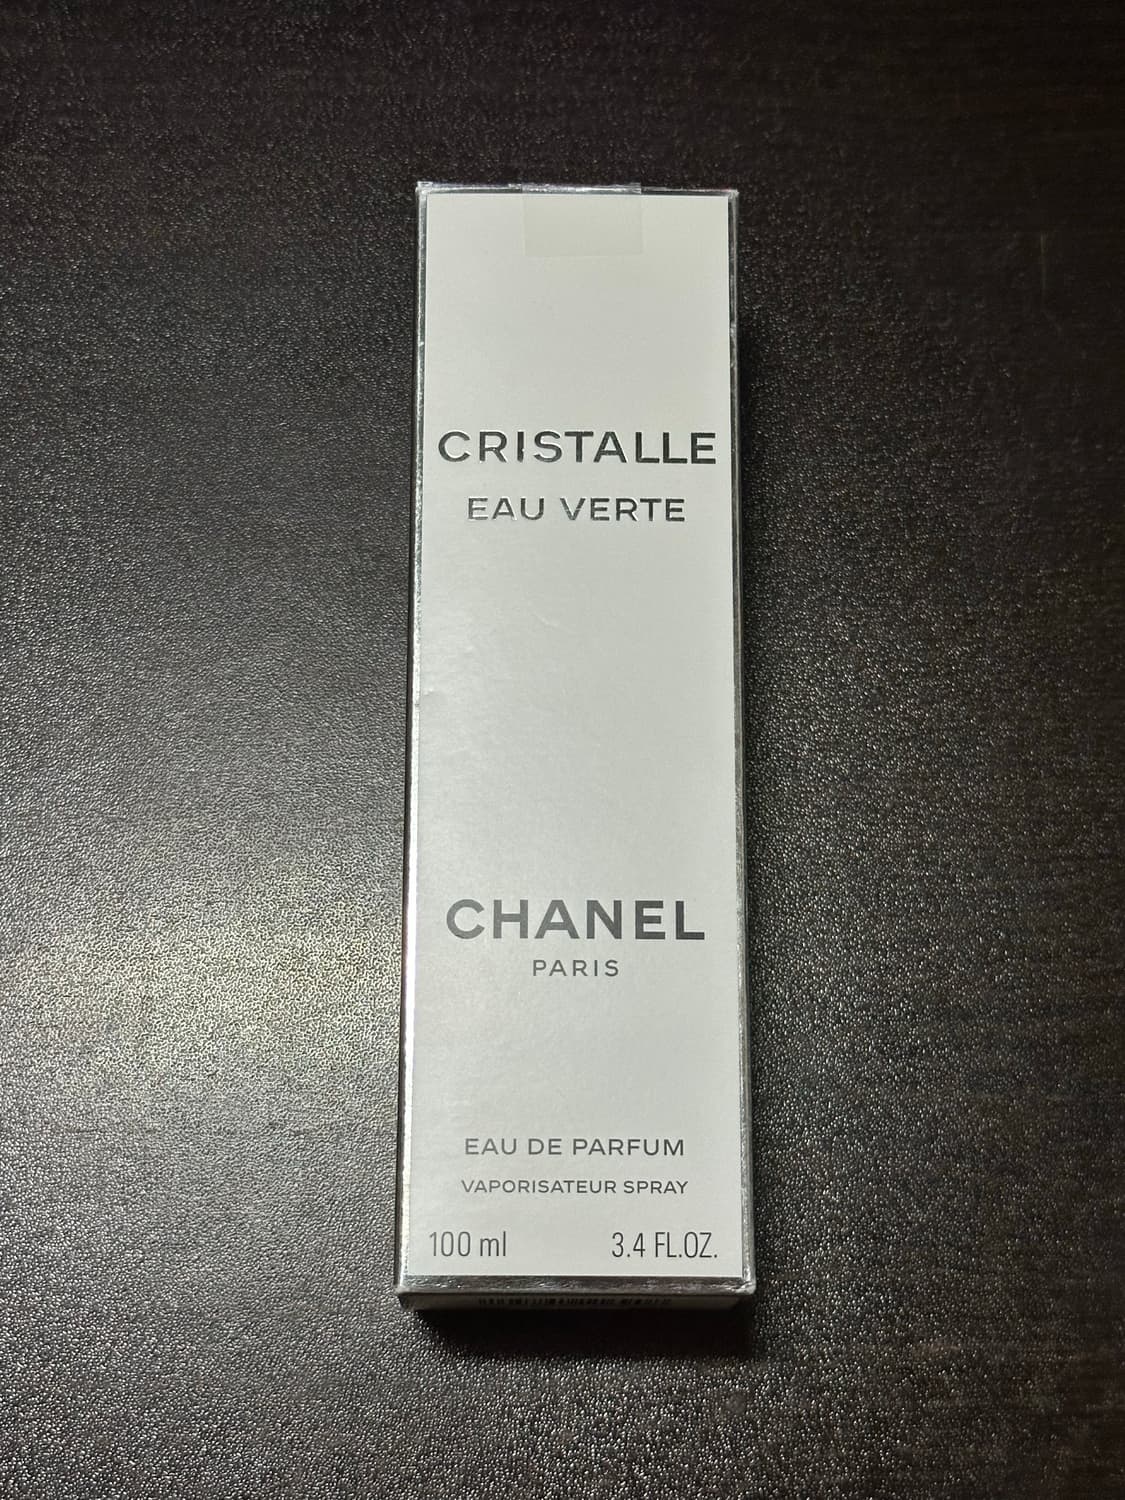 CRISTALLE
EAU VERTE
CHANEL
PARIS
EAU DE PARFUM
VAPORISATEUR SPRAY
100 ml 3.4 FL.OZ.